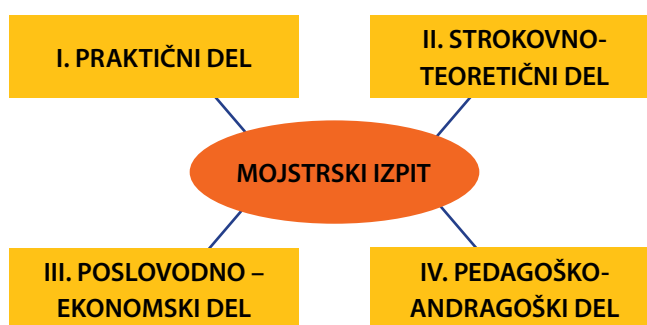 I. PRAKTIČNI DEL
II. STROKOVNO-
TEORETIČNI DEL
MOJSTRSKI IZPIT
III. POSLOVODNO –
EKONOMSKI DEL
IV. PEDAGOŠKO-
ANDRAGOŠKI DEL